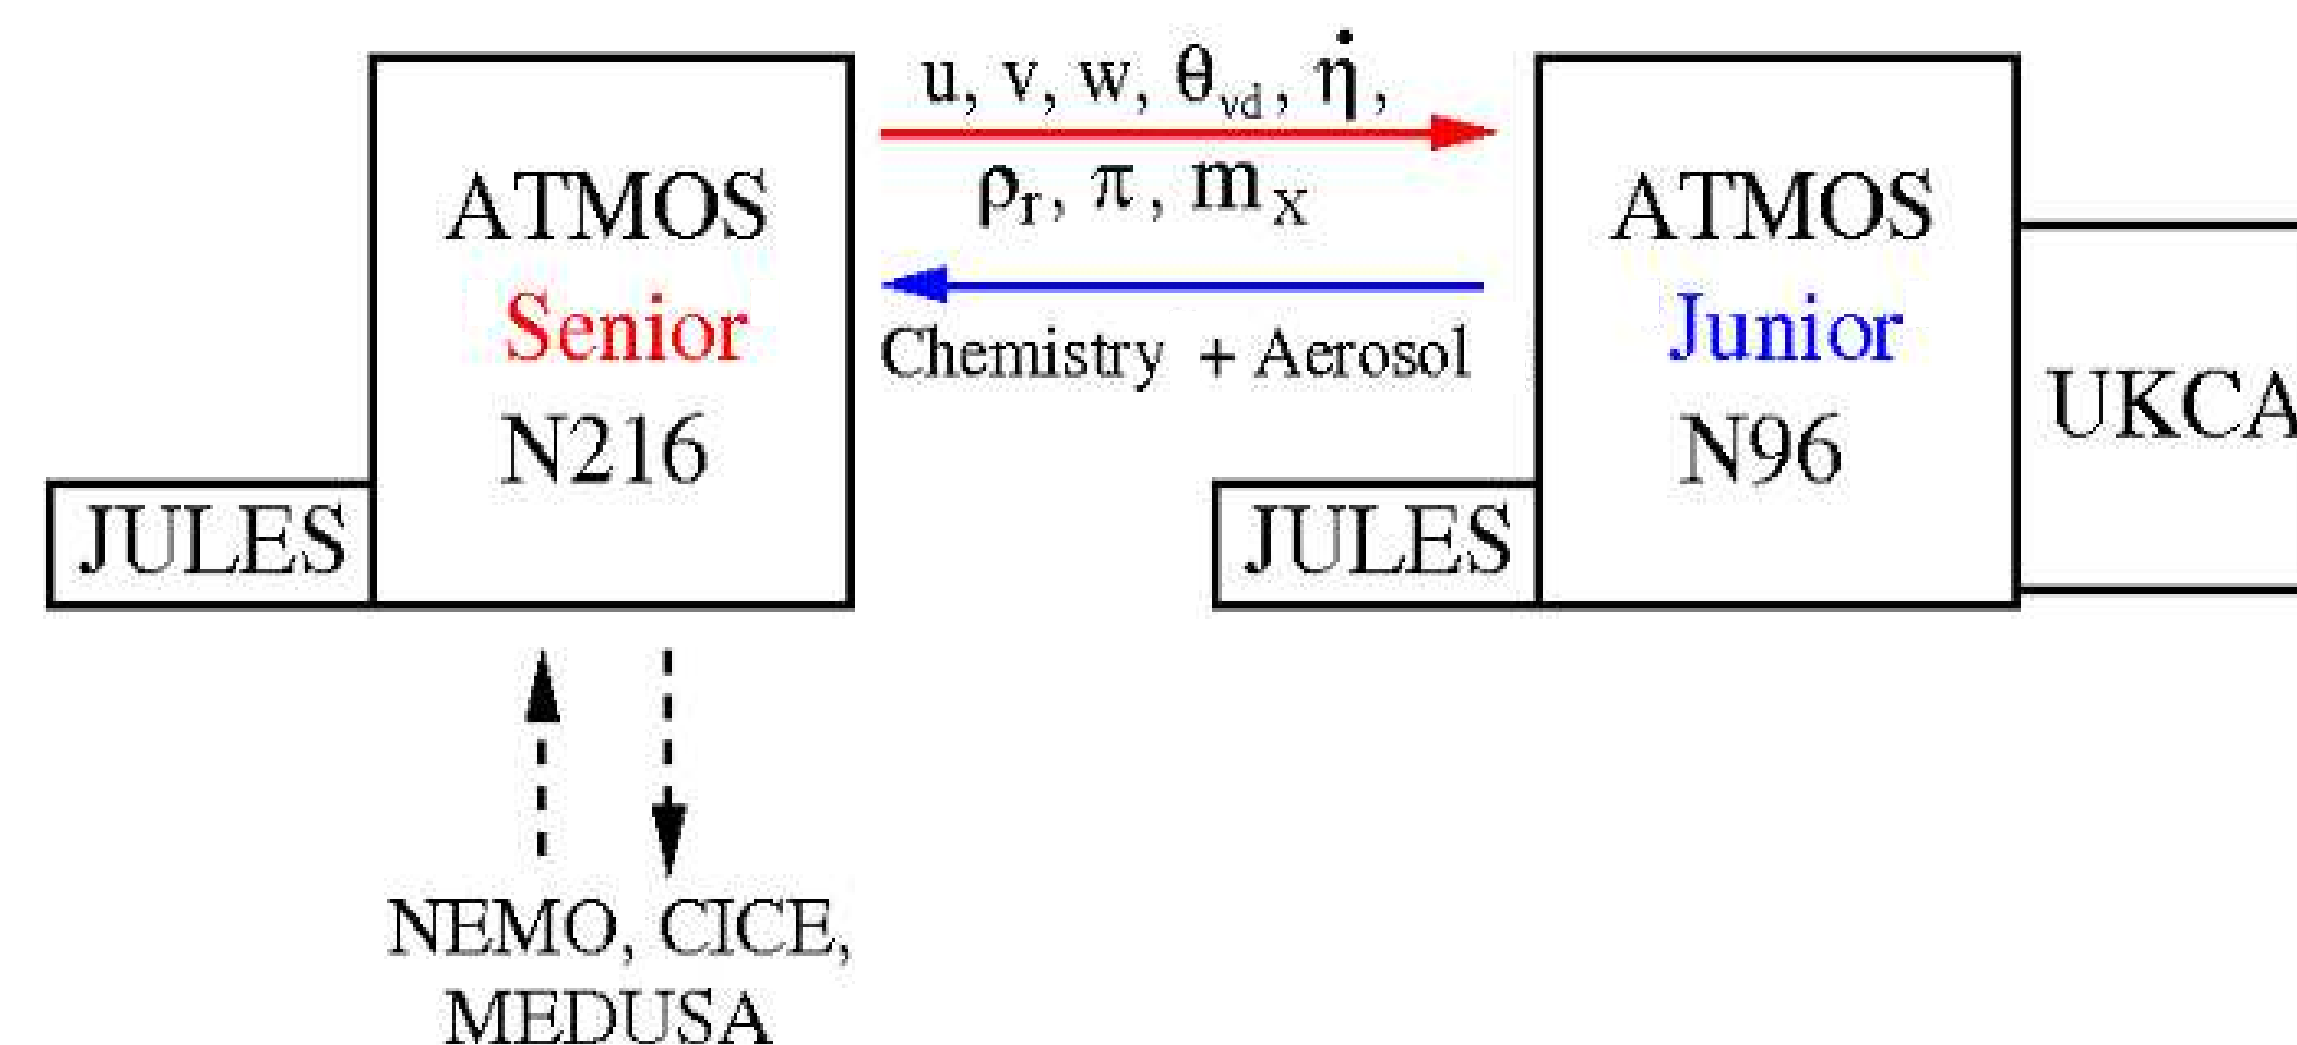 u, v, w, θvd, η̇,
ρr, π, mX
ATMOS
Senior
N216
JULES
Chemistry + Aerosol
ATMOS
Junior
N96
JULES
UKCA
NEMO, CICE,
MEDUSA